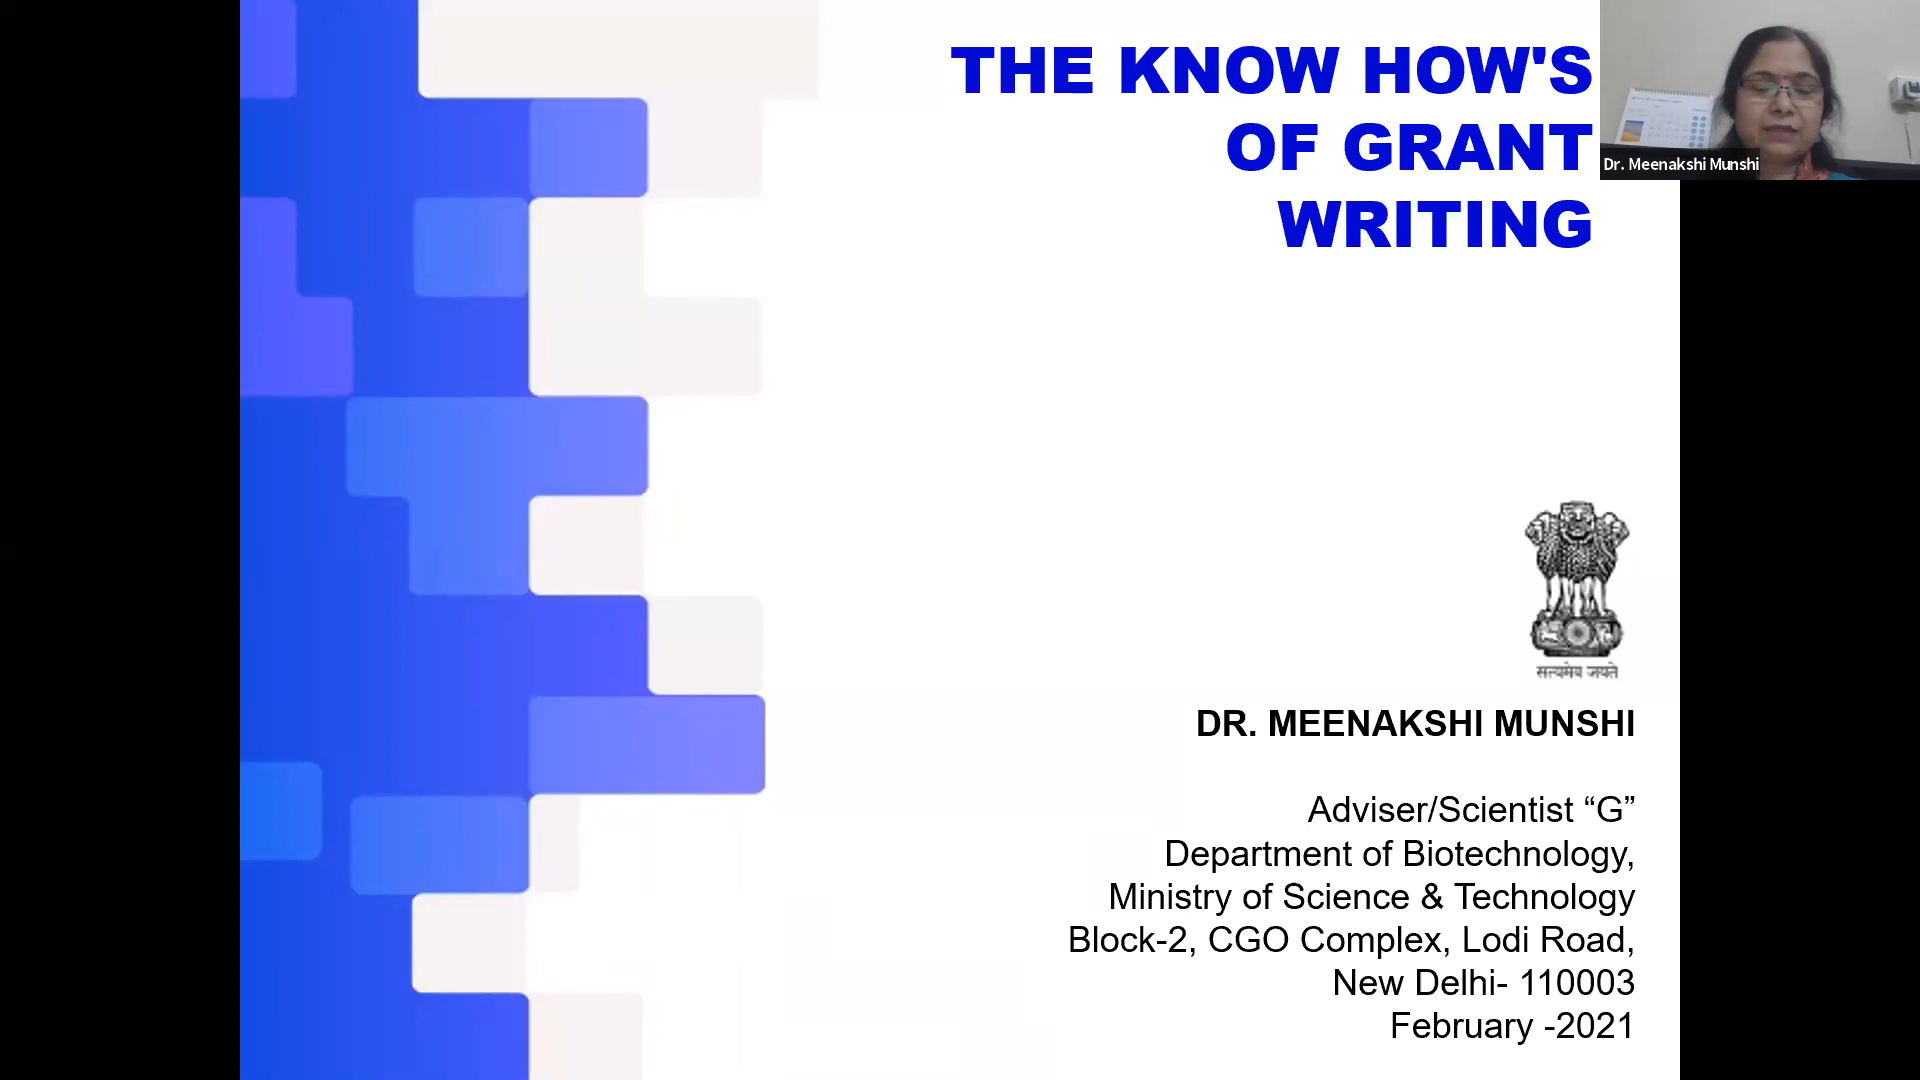 THE KNOW HOW'S
OF GRANT
WRITING
Dr. Meenakshi Munshi
सत्यमेव जयते
DR. MEENAKSHI MUNSHI
Adviser/Scientist “G”
Department of Biotechnology,
Ministry of Science & Technology
Block-2, CGO Complex, Lodi Road,
New Delhi- 110003
February -2021